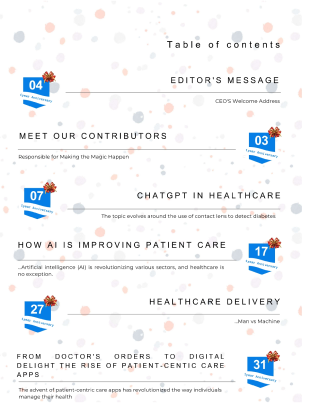 Table of contents
04
EDITOR'S MESSAGE
CEO'S Welcome Address
MEET OUR CONTRIBUTORS
03
Responsible for Making the Magic Happen
07
CHATGPT IN HEALTHCARE
The topic evolves around the use of contact lens to detect diabetes
HOW AI IS IMPROVING PATIENT CARE
17
...Artificial intelligence (AI) is revolutionizing various sectors, and healthcare is
no exception.
27
HEALTHCARE DELIVERY
...Man vs Machine
FROM DOCTOR'S ORDERS TO DIGITAL
DELIGHT THE RISE OF PATIENT-CENTIC CARE
APPS
31
The advent of patient-centric care apps has revolutionized the way individuals
manage their health